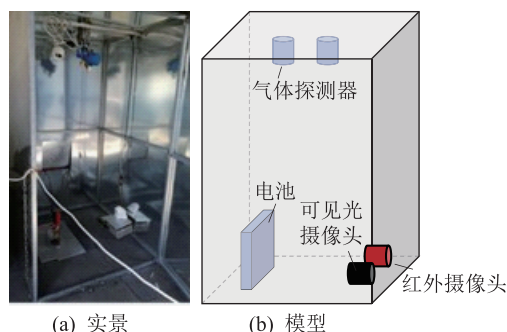 气体探测器
电池
可见光
摄像头
红外摄像头
(a) 实景
(b) 模型